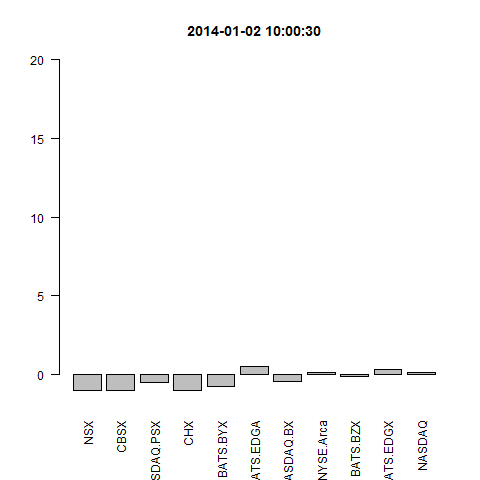 2014-01-02 10:00:30
20
15
10
5
0
NSX
CBSX
SDAQ.PSX
CHX
BATS.BYX
ATS.EDGA
ASDAQ.BX
NYSE.Arca
BATS.BZX
ATS.EDGX
NASDAQ